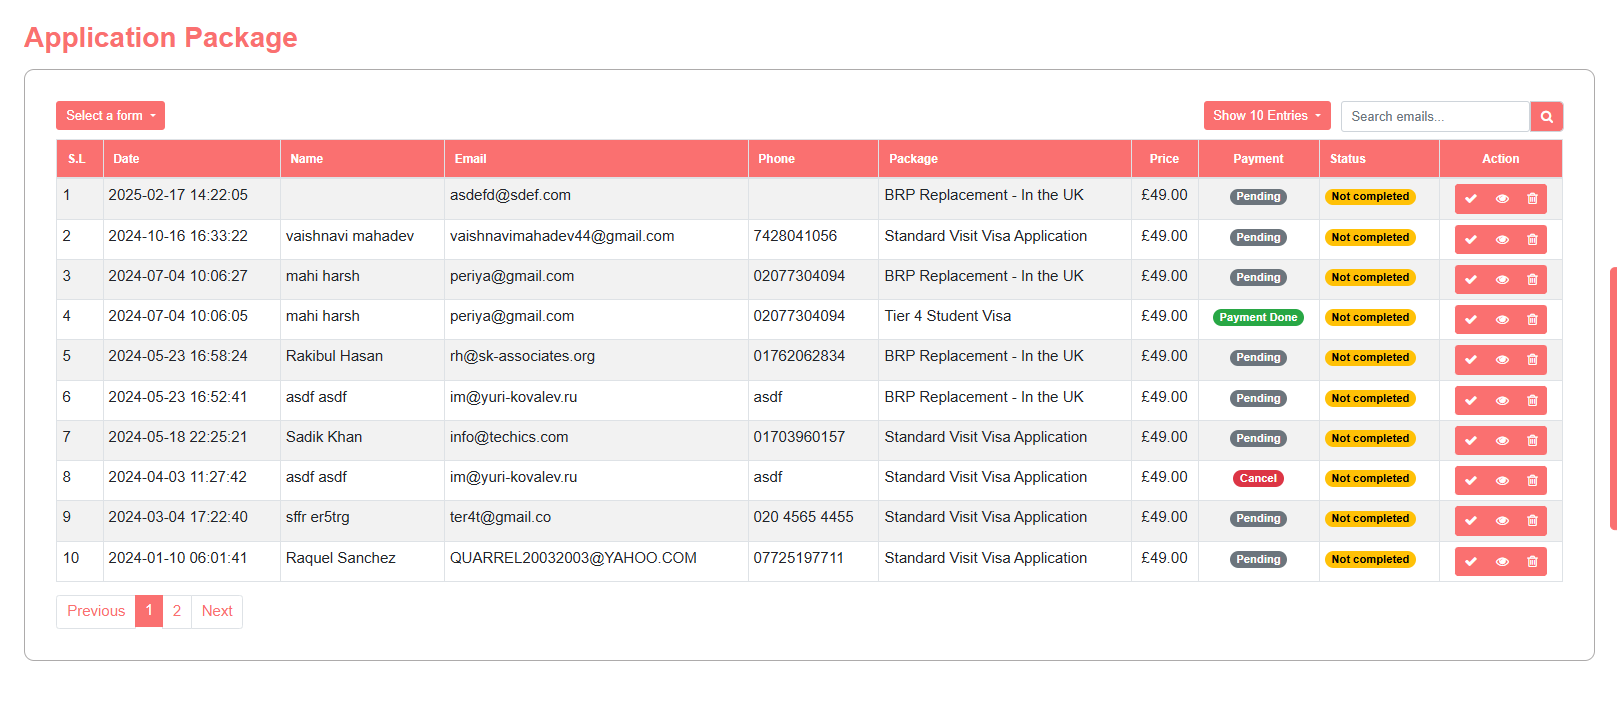 Application Package
Select a form
Show 10 Entries
Search emails...
S.L Date Name Email Phone Package Price Payment Status Action
1 2025-02-17 14:22:05 asdefd@sdef.com BRP Replacement - In the UK £49.00 Pending Not completed
2 2024-10-16 16:33:22 vaishnavi mahadev vaishnavimahadev44@gmail.com 7428041056 Standard Visit Visa Application £49.00 Pending Not completed
3 2024-07-04 10:06:27 mahi harsh periya@gmail.com 02077304094 BRP Replacement - In the UK £49.00 Pending Not completed
4 2024-07-04 10:06:05 mahi harsh periya@gmail.com 02077304094 Tier 4 Student Visa £49.00 Payment Done Not completed
5 2024-05-23 16:58:24 Rakibul Hasan rh@sk-associates.org 01762062834 BRP Replacement - In the UK £49.00 Pending Not completed
6 2024-05-23 16:52:41 asdf asdf im@yuri-kovalev.ru asdf BRP Replacement - In the UK £49.00 Pending Not completed
7 2024-05-18 22:25:21 Sadik Khan info@techics.com 01703960157 Standard Visit Visa Application £49.00 Pending Not completed
8 2024-04-03 11:27:42 asdf asdf im@yuri-kovalev.ru asdf Standard Visit Visa Application £49.00 Cancel Not completed
9 2024-03-04 17:22:40 sffr er5trg ter4t@gmail.co 020 4565 4455 Standard Visit Visa Application £49.00 Pending Not completed
10 2024-01-10 06:01:41 Raquel Sanchez QUARREL20032003@YAHOO.COM 07725197711 Standard Visit Visa Application £49.00 Pending Not completed
Previous 1 2 Next